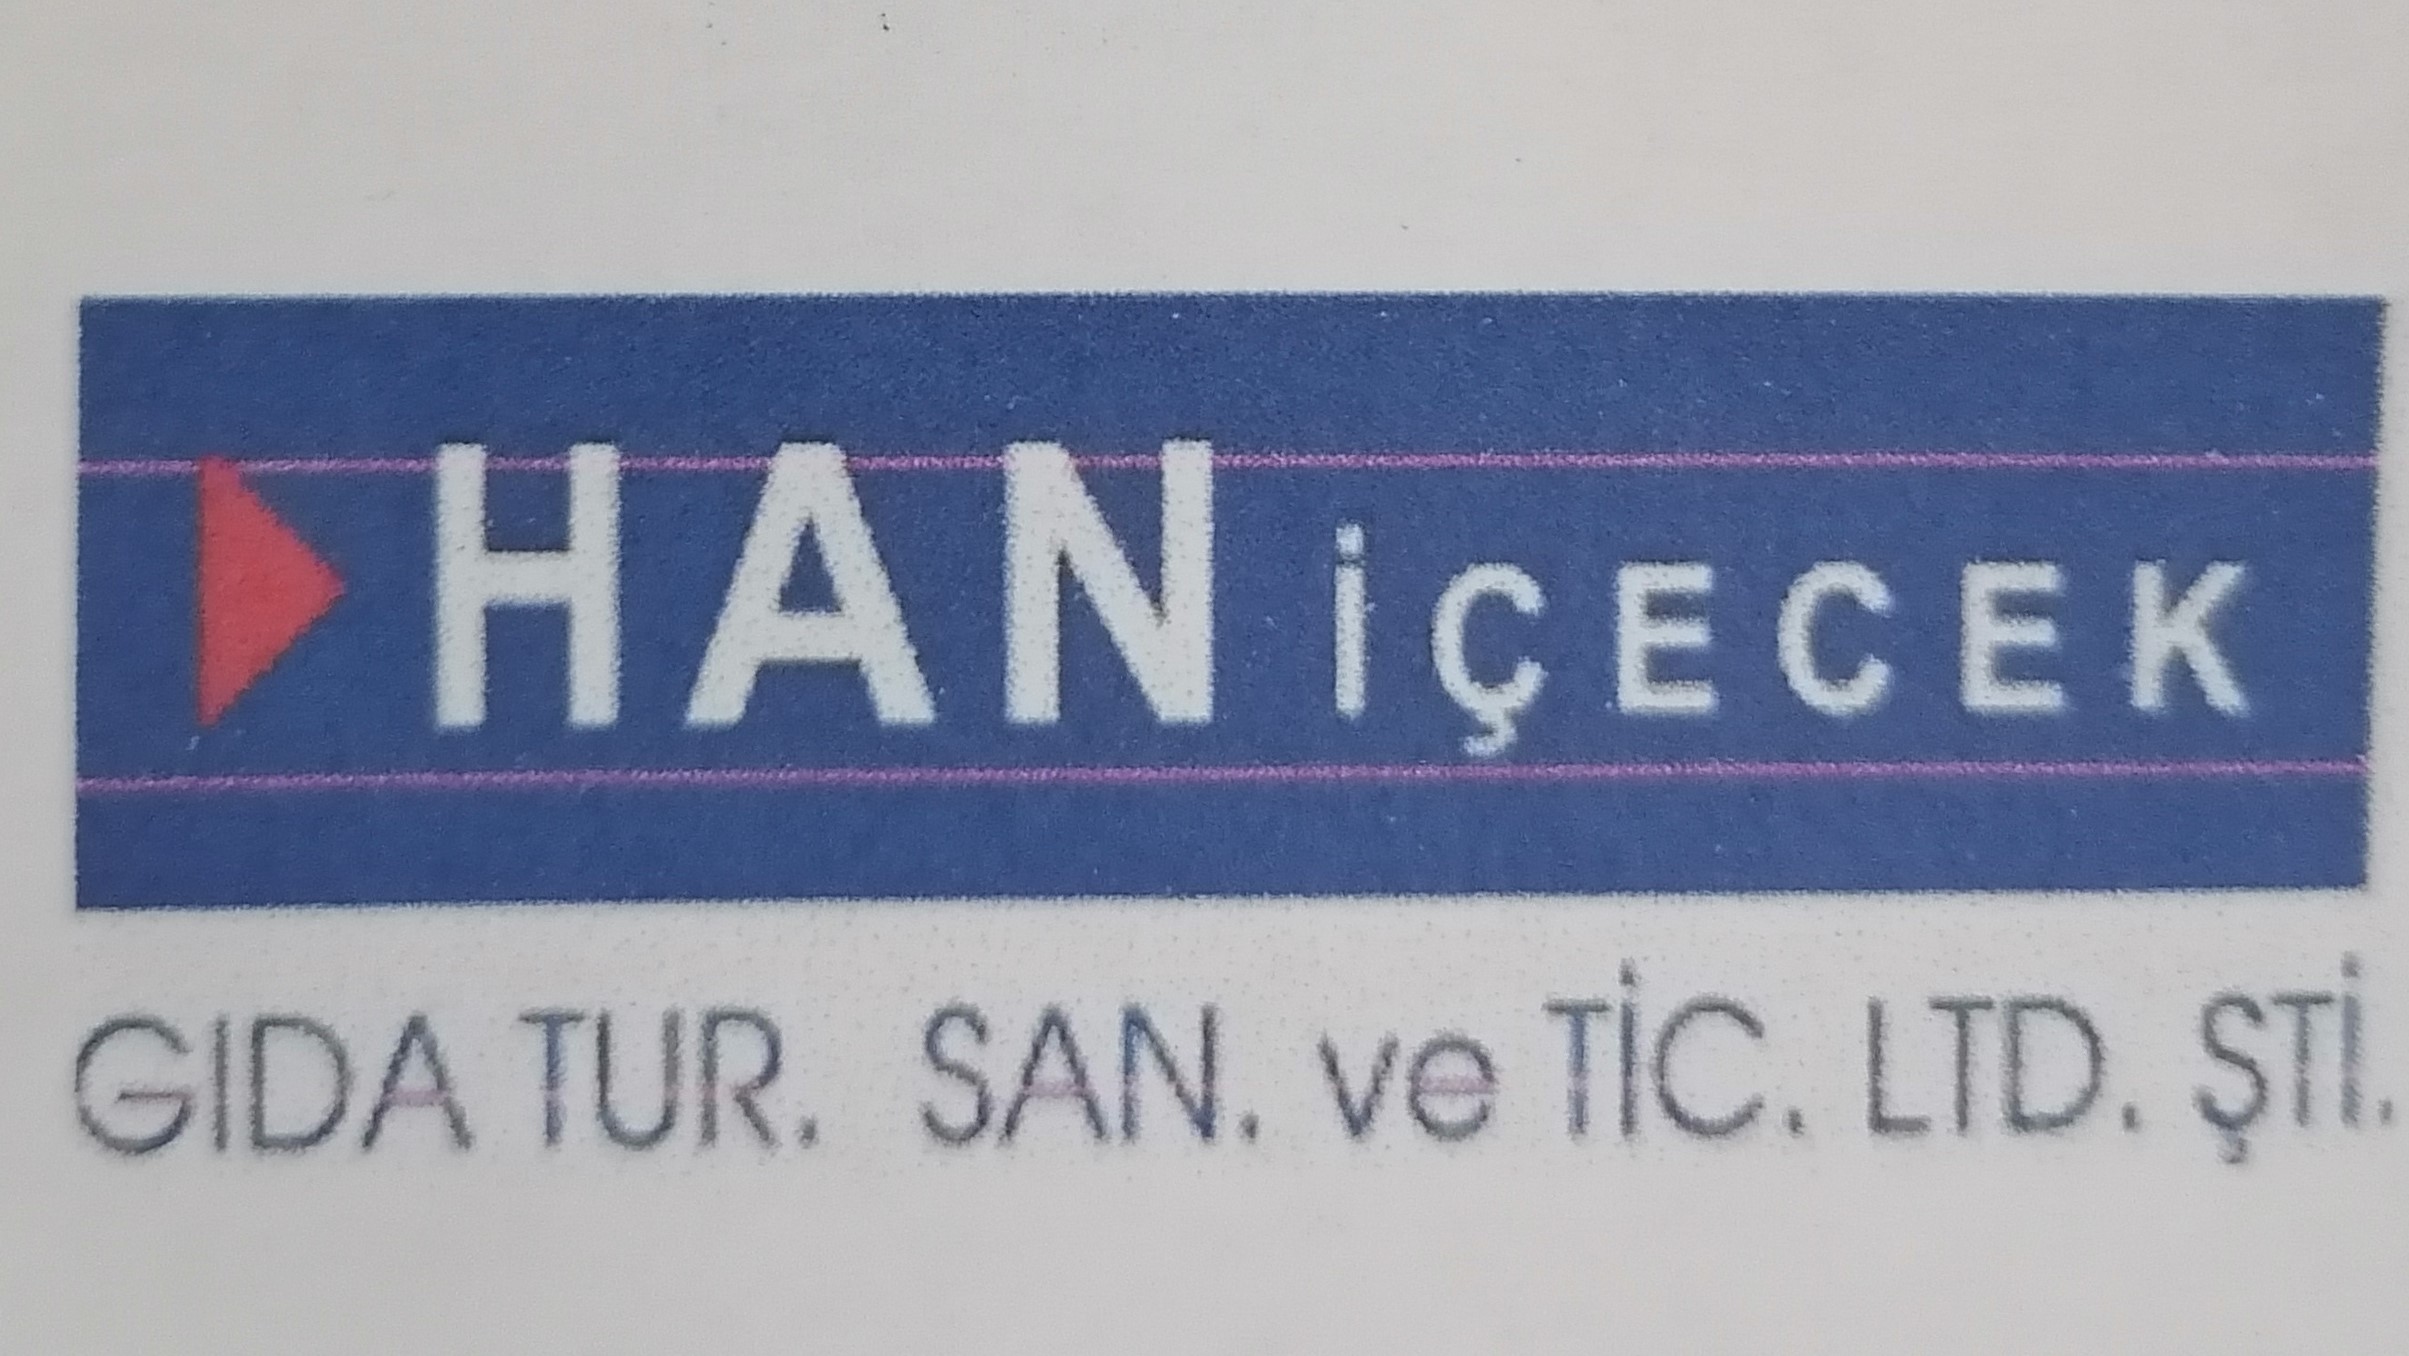 HAN İÇECEK
GIDA TUR. SAN. ve TİC. LTD. ŞTİ.